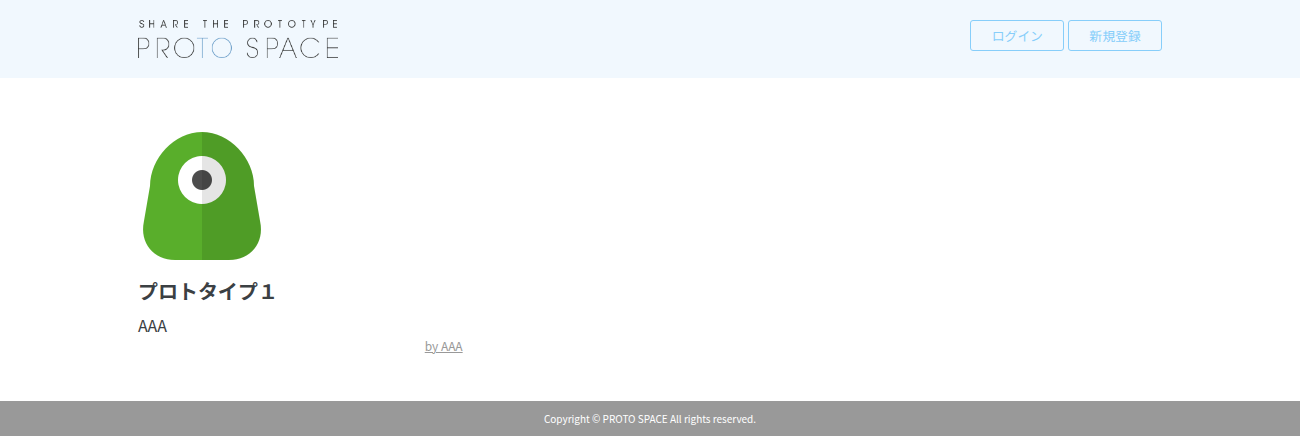 SHARE THE PROTOTYPE
PROTO SPACE
ログイン
新規登録
プロトタイプ１
AAA
by AAA
Copyright © PROTO SPACE All rights reserved.